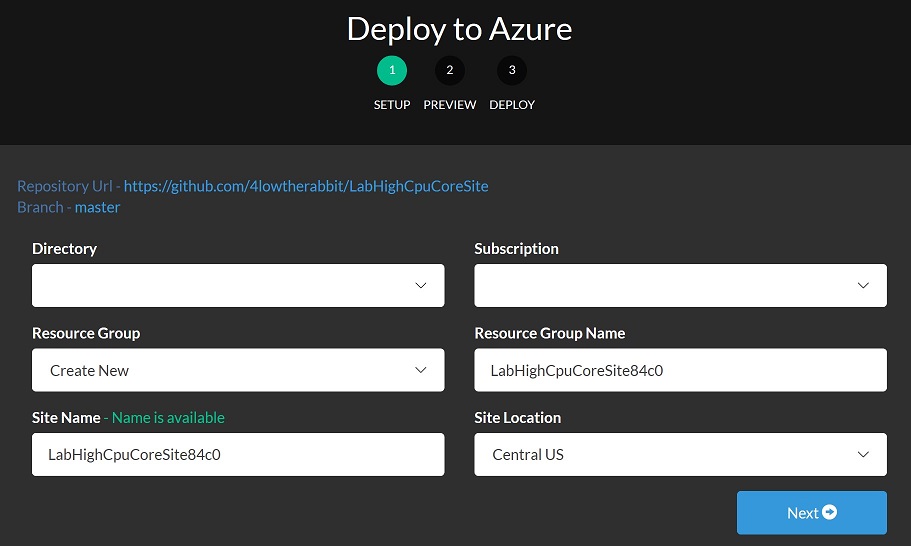 Deploy to Azure
1 2 3
SETUP PREVIEW DEPLOY
Repository Url - https://github.com/4lowtherabbit/LabHighCpuCoreSite
Branch - master
Directory Subscription
Resource Group Resource Group Name
Create New LabHighCpuCoreSite84c0
Site Name - Name is available Site Location
LabHighCpuCoreSite84c0 Central US
Next